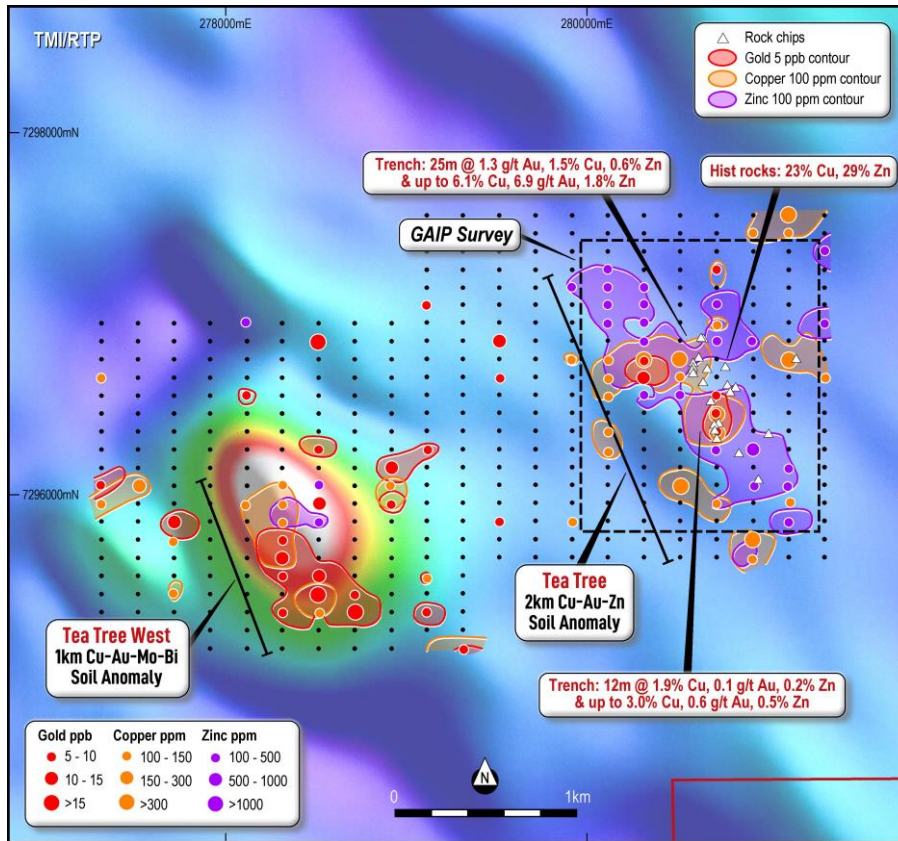 TMI/RTP
278000mE
280000mE
Rock chips
Gold 5 ppb contour
Copper 100 ppm contour
Zinc 100 ppm contour
7298000mN
Trench: 25m @ 1.3 g/t Au, 1.5% Cu, 0.6% Zn
& up to 6.1% Cu, 6.9 g/t Au, 1.8% Zn
Hist rocks: 23% Cu, 29% Zn
GAIP Survey
7296000mN
Tea Tree
2km Cu-Au-Zn
Soil Anomaly
Tea Tree West
1km Cu-Au-Mo-Bi
Soil Anomaly
Trench: 12m @ 1.9% Cu, 0.1 g/t Au, 0.2% Zn
& up to 3.0% Cu, 0.6 g/t Au, 0.5% Zn
Gold ppb Copper ppm Zinc ppm
5 - 10 100 - 150 100 - 500
10 - 15 150 - 300 500 - 1000
>15 >300 >1000
N
0 1km